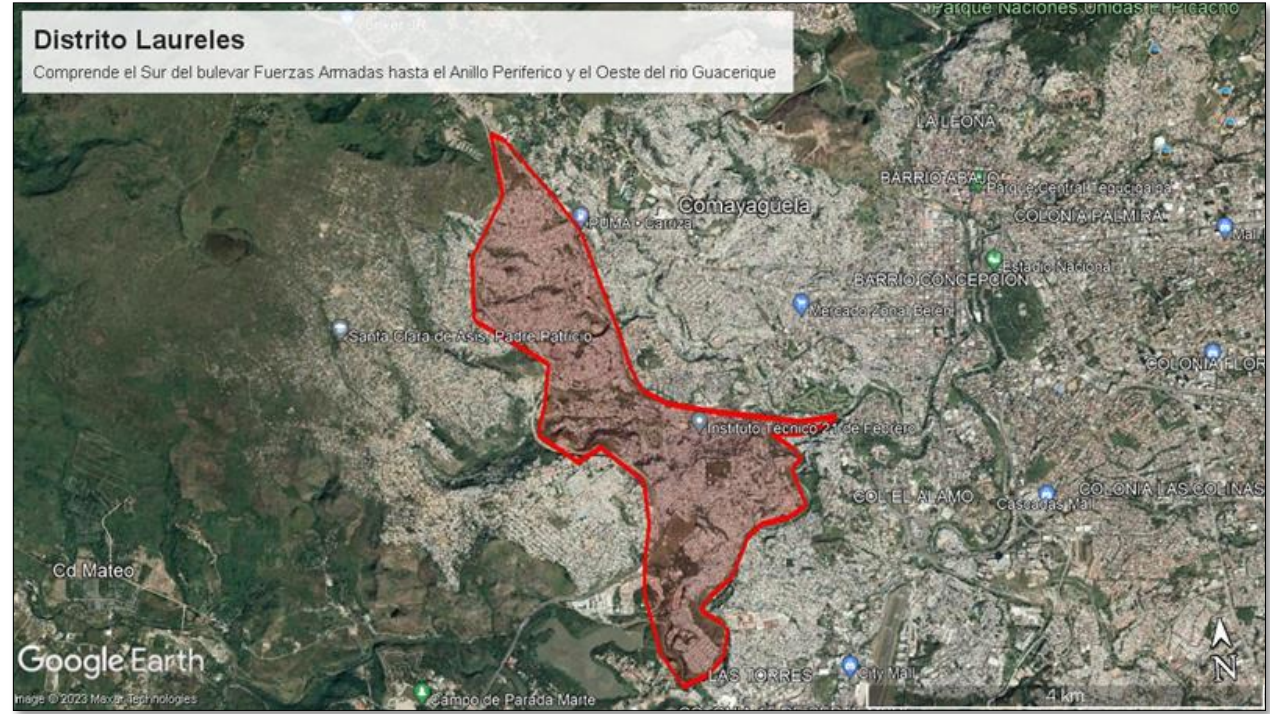 Parque Naciones Unidas El Picacho
Distrito Laureles
Comprende el Sur del bulevar Fuerzas Armadas hasta el Anillo Periferico y el Oeste del rio Guacerique
LA LEONA
BARRIO ABAJO
Parque Central Tegucigalpa
Comayagüela
COLONIA PALMIRA
PUMA • Carrizal
Mall
Estadio Nacional
BARRIO CONCEPCION
Mercado Zonal Belen
Santa Clara de Asis, Padre Patricio
COLONIA FLOR
Instituto Técnico 21 de Febrero
COL EL ALAMO
COLONIA LAS COLINAS
Cascadas Mall
Cd Mateo
Google Earth
LAS TORRES
City Mall
N
Image © 2023 Maxar Technologies
Campo de Parada Marte
4 km